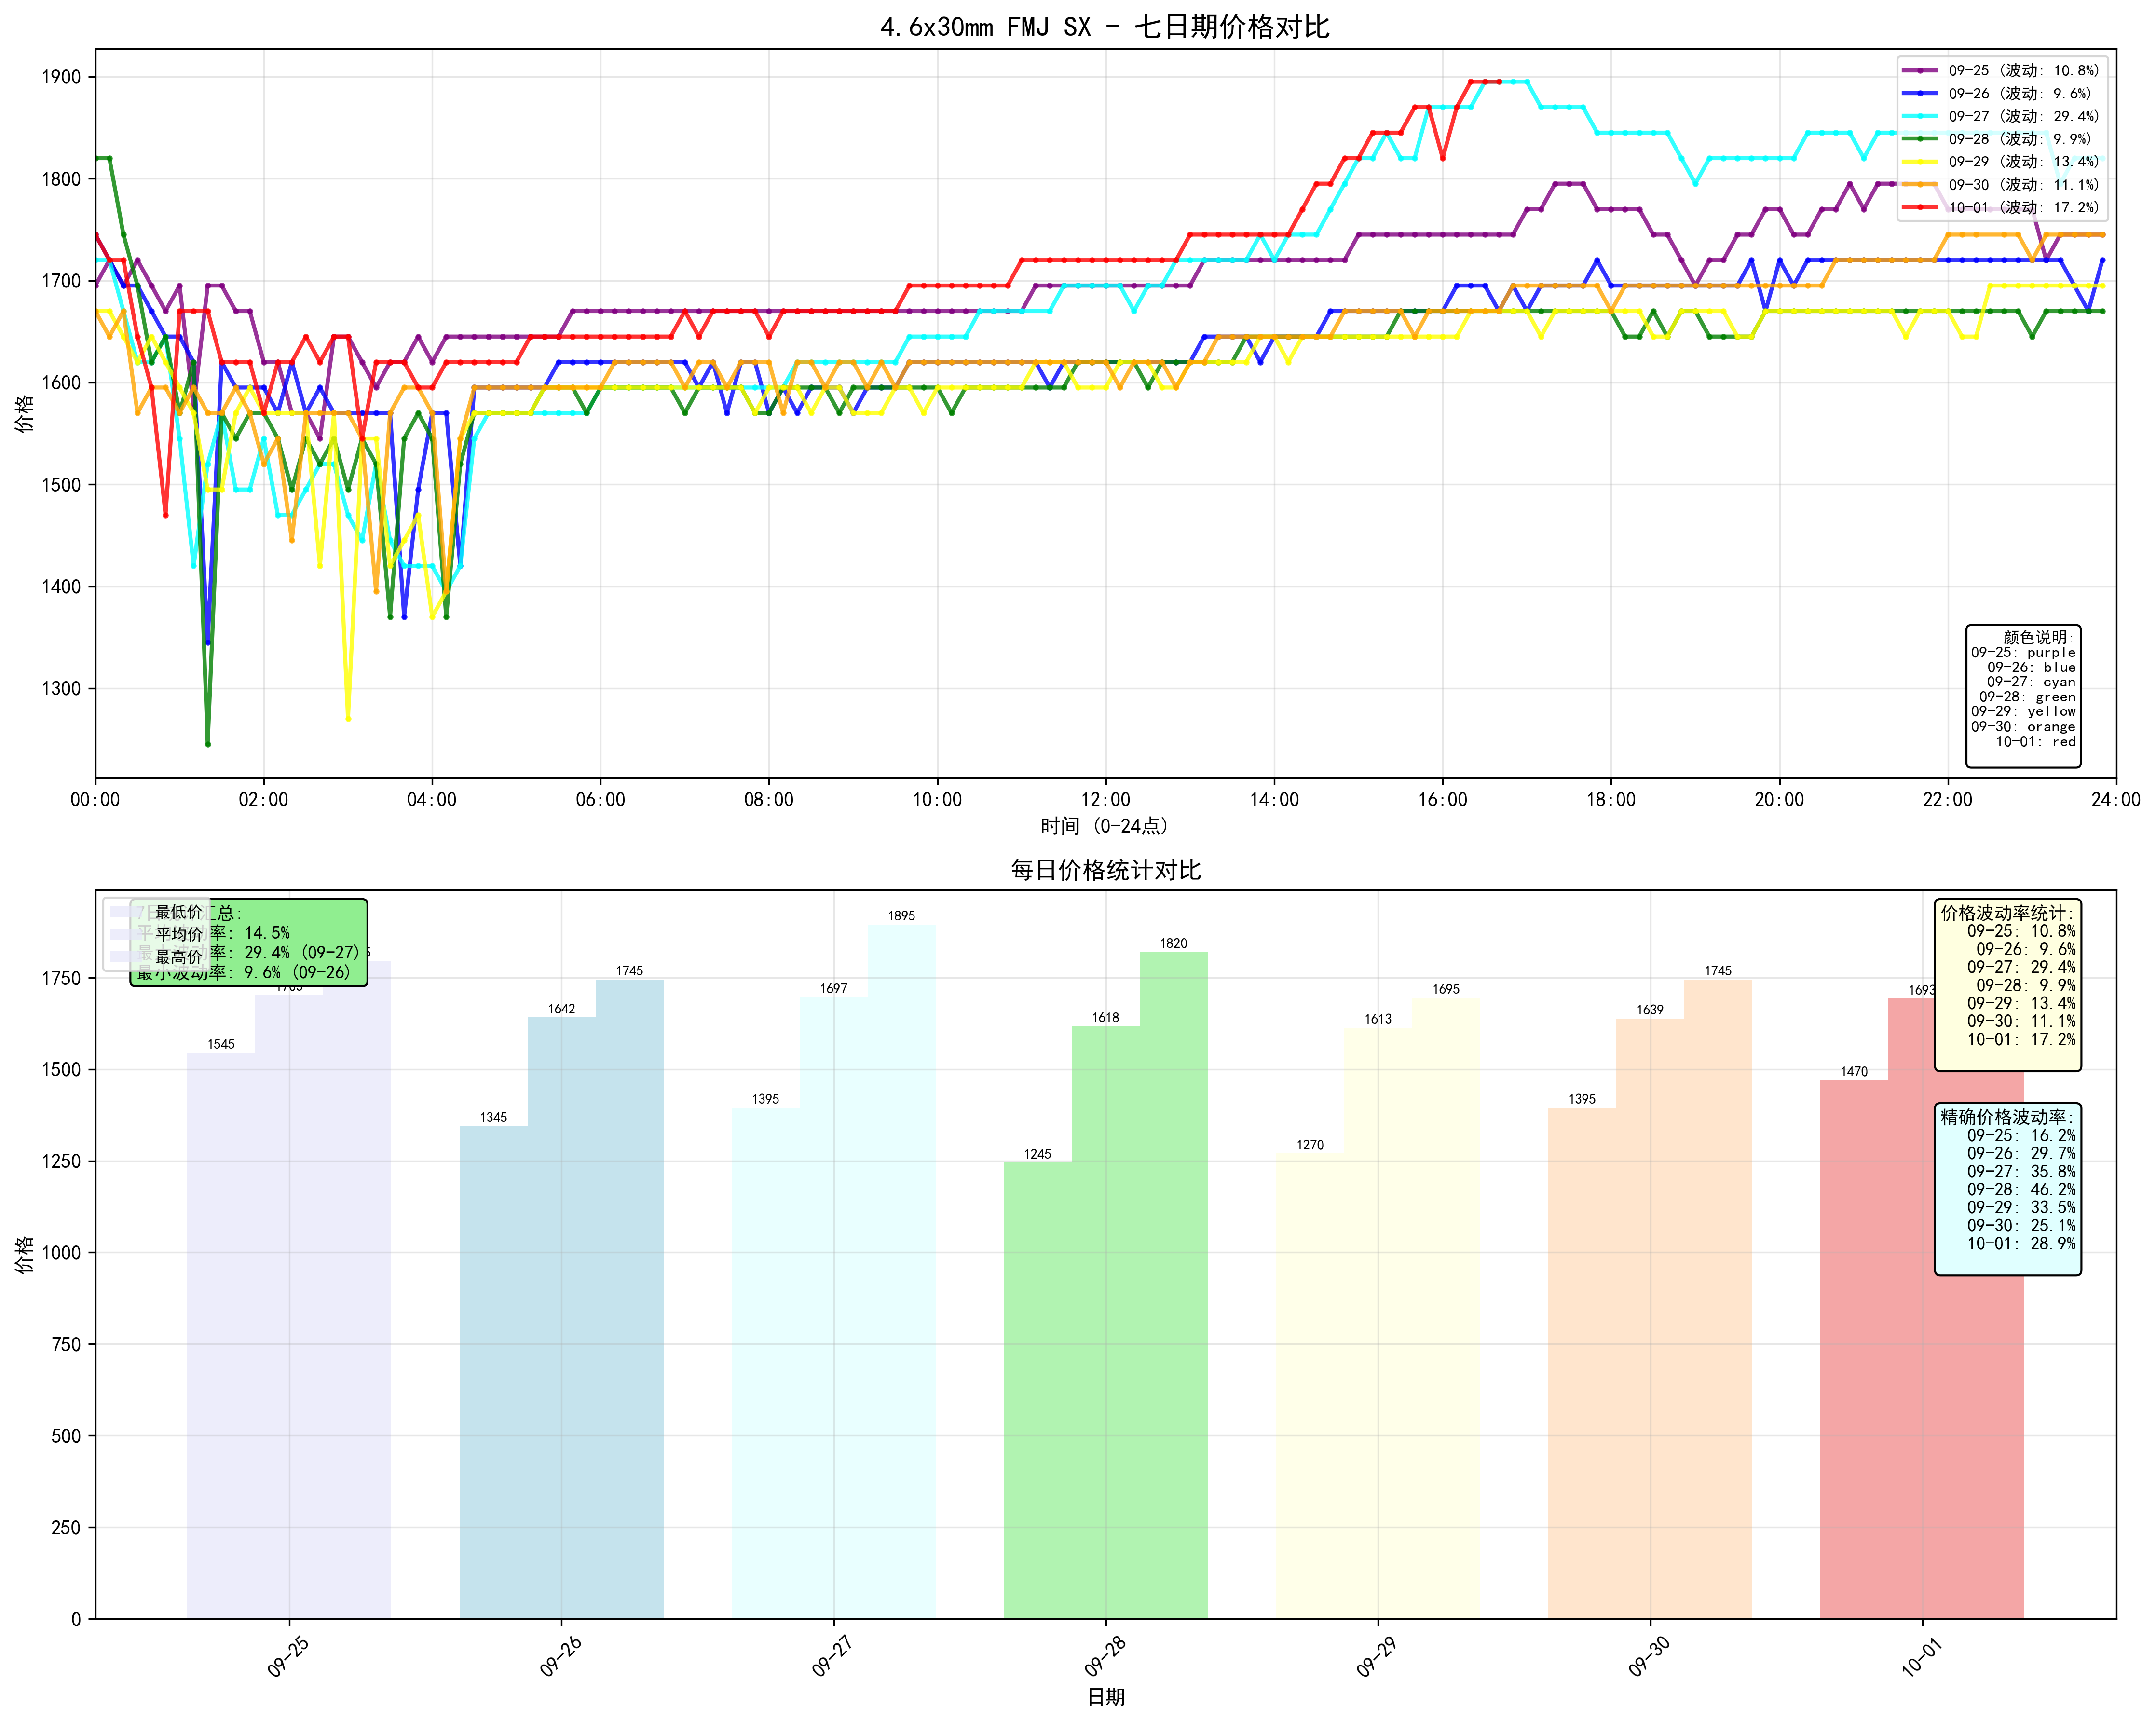 4.6x30mm FMJ SX - 七日期价格对比
价格
1900
1800
1700
1600
1500
1400
1300
09-25 (波动: 10.8%)
09-26 (波动: 9.6%)
09-27 (波动: 29.4%)
09-28 (波动: 9.9%)
09-29 (波动: 13.4%)
09-30 (波动: 11.1%)
10-01 (波动: 17.2%)
颜色说明:
09-25: purple
09-26: blue
09-27: cyan
09-28: green
09-29: yellow
09-30: orange
10-01: red
00:00 02:00 04:00 06:00 08:00 10:00 12:00 14:00 16:00 18:00 20:00 22:00 24:00
时间 (0-24点)
每日价格统计对比
价格
1750
1500
1250
1000
750
500
250
0
最低价
平均价
最高价
汇总:
率: 14.5%
率: 29.4% (09-27)
最小波动率: 9.6% (09-26)
1545
1345 1642 1745
1395 1697 1895
1245 1618 1820
1270 1613 1695
1395 1639 1745
1470 1693
价格波动率统计:
09-25: 10.8%
09-26: 9.6%
09-27: 29.4%
09-28: 9.9%
09-29: 13.4%
09-30: 11.1%
10-01: 17.2%
精确价格波动率:
09-25: 16.2%
09-26: 29.7%
09-27: 35.8%
09-28: 46.2%
09-29: 33.5%
09-30: 25.1%
10-01: 28.9%
09-25 09-26 09-27 09-28 09-29 09-30 10-01
日期